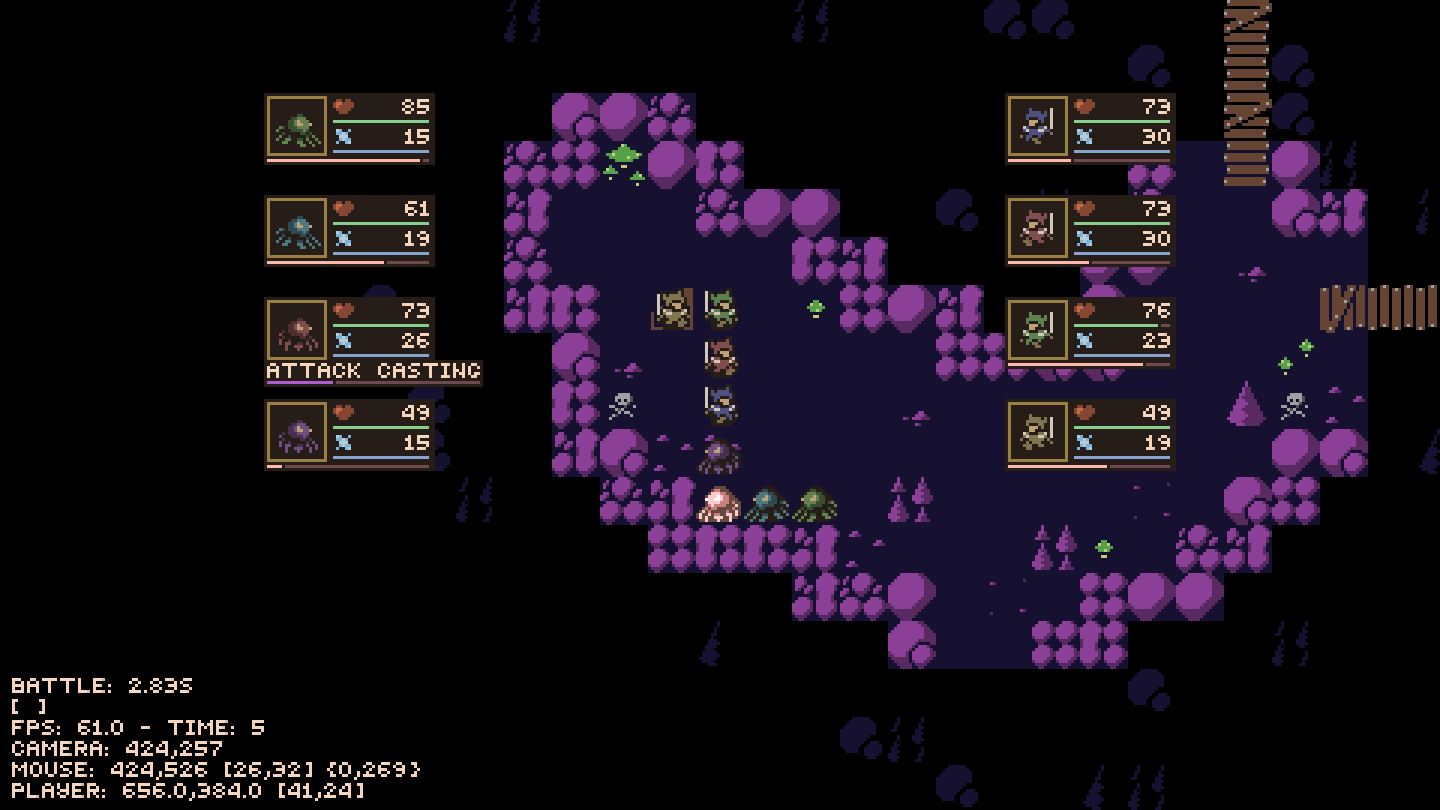 85
15
61
19
73
26
ATTACK CASTING
49
15
73
30
73
30
76
23
49
19
BATTLE: 2.83S
[ ]
FPS: 61.0 - TIME: 5
CAMERA: 424,257
MOUSE: 424,526 [26,32] {0,269}
PLAYER: 656.0,384.0 [41,24]